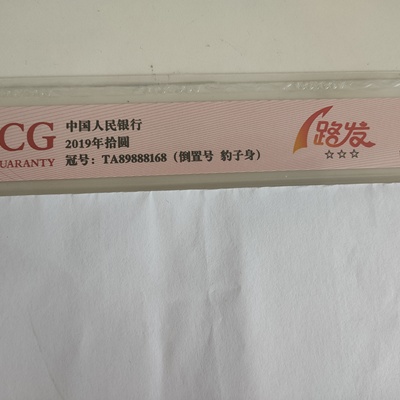 CG
UARANTY
中国人民银行
2019年拾圆
冠号：TA89888168（倒置号 豹子身）
路发
☆☆☆